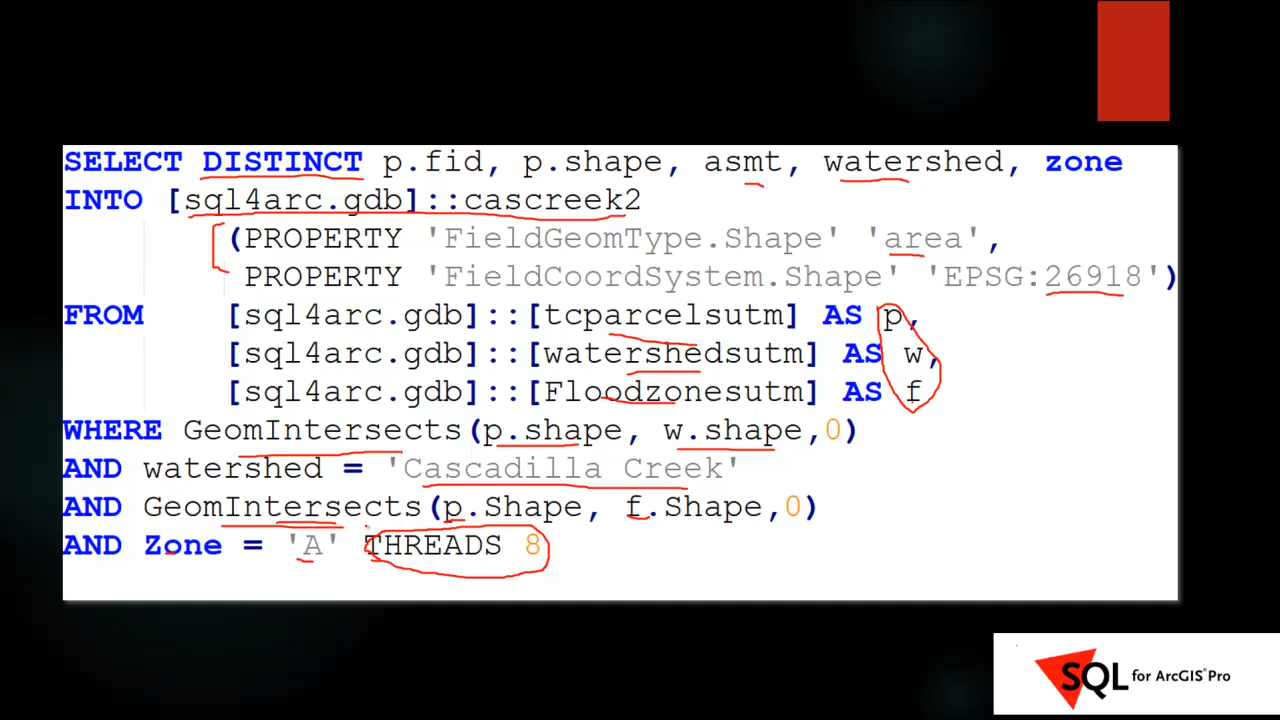 SELECT DISTINCT p.fid, p.shape, asmt, watershed, zone
INTO [sql4arc.gdb]::cascreek2
(PROPERTY 'FieldGeomType.Shape' 'area',
PROPERTY 'FieldCoordSystem.Shape' 'EPSG:26918')
FROM [sql4arc.gdb]::[tcparcelsutm] AS p,
[sql4arc.gdb]::[watershedsutm] AS w,
[sql4arc.gdb]::[Floodzonesutm] AS f
WHERE GeomIntersects(p.shape, w.shape,0)
AND watershed = 'Cascadilla Creek'
AND GeomIntersects(p.Shape, f.Shape,0)
AND Zone = 'A' THREADS 8
SQL for ArcGIS® Pro